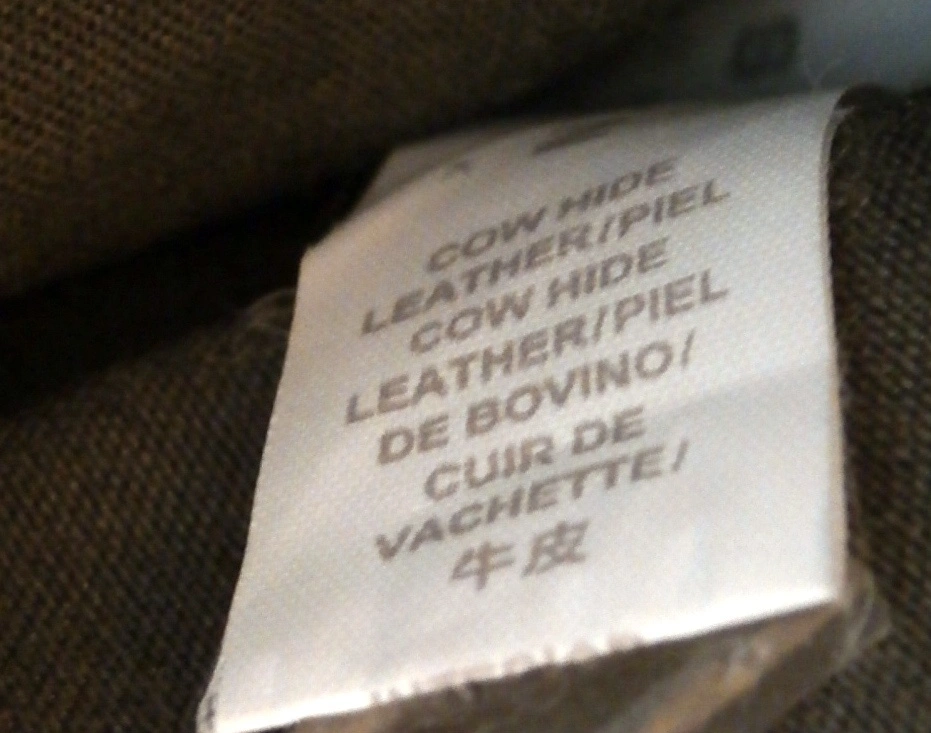 COW HIDE
LEATHER/PIEL
COW HIDE
LEATHER/PIEL
DE BOVINO/
CUIR DE
VACHETTE/
牛皮